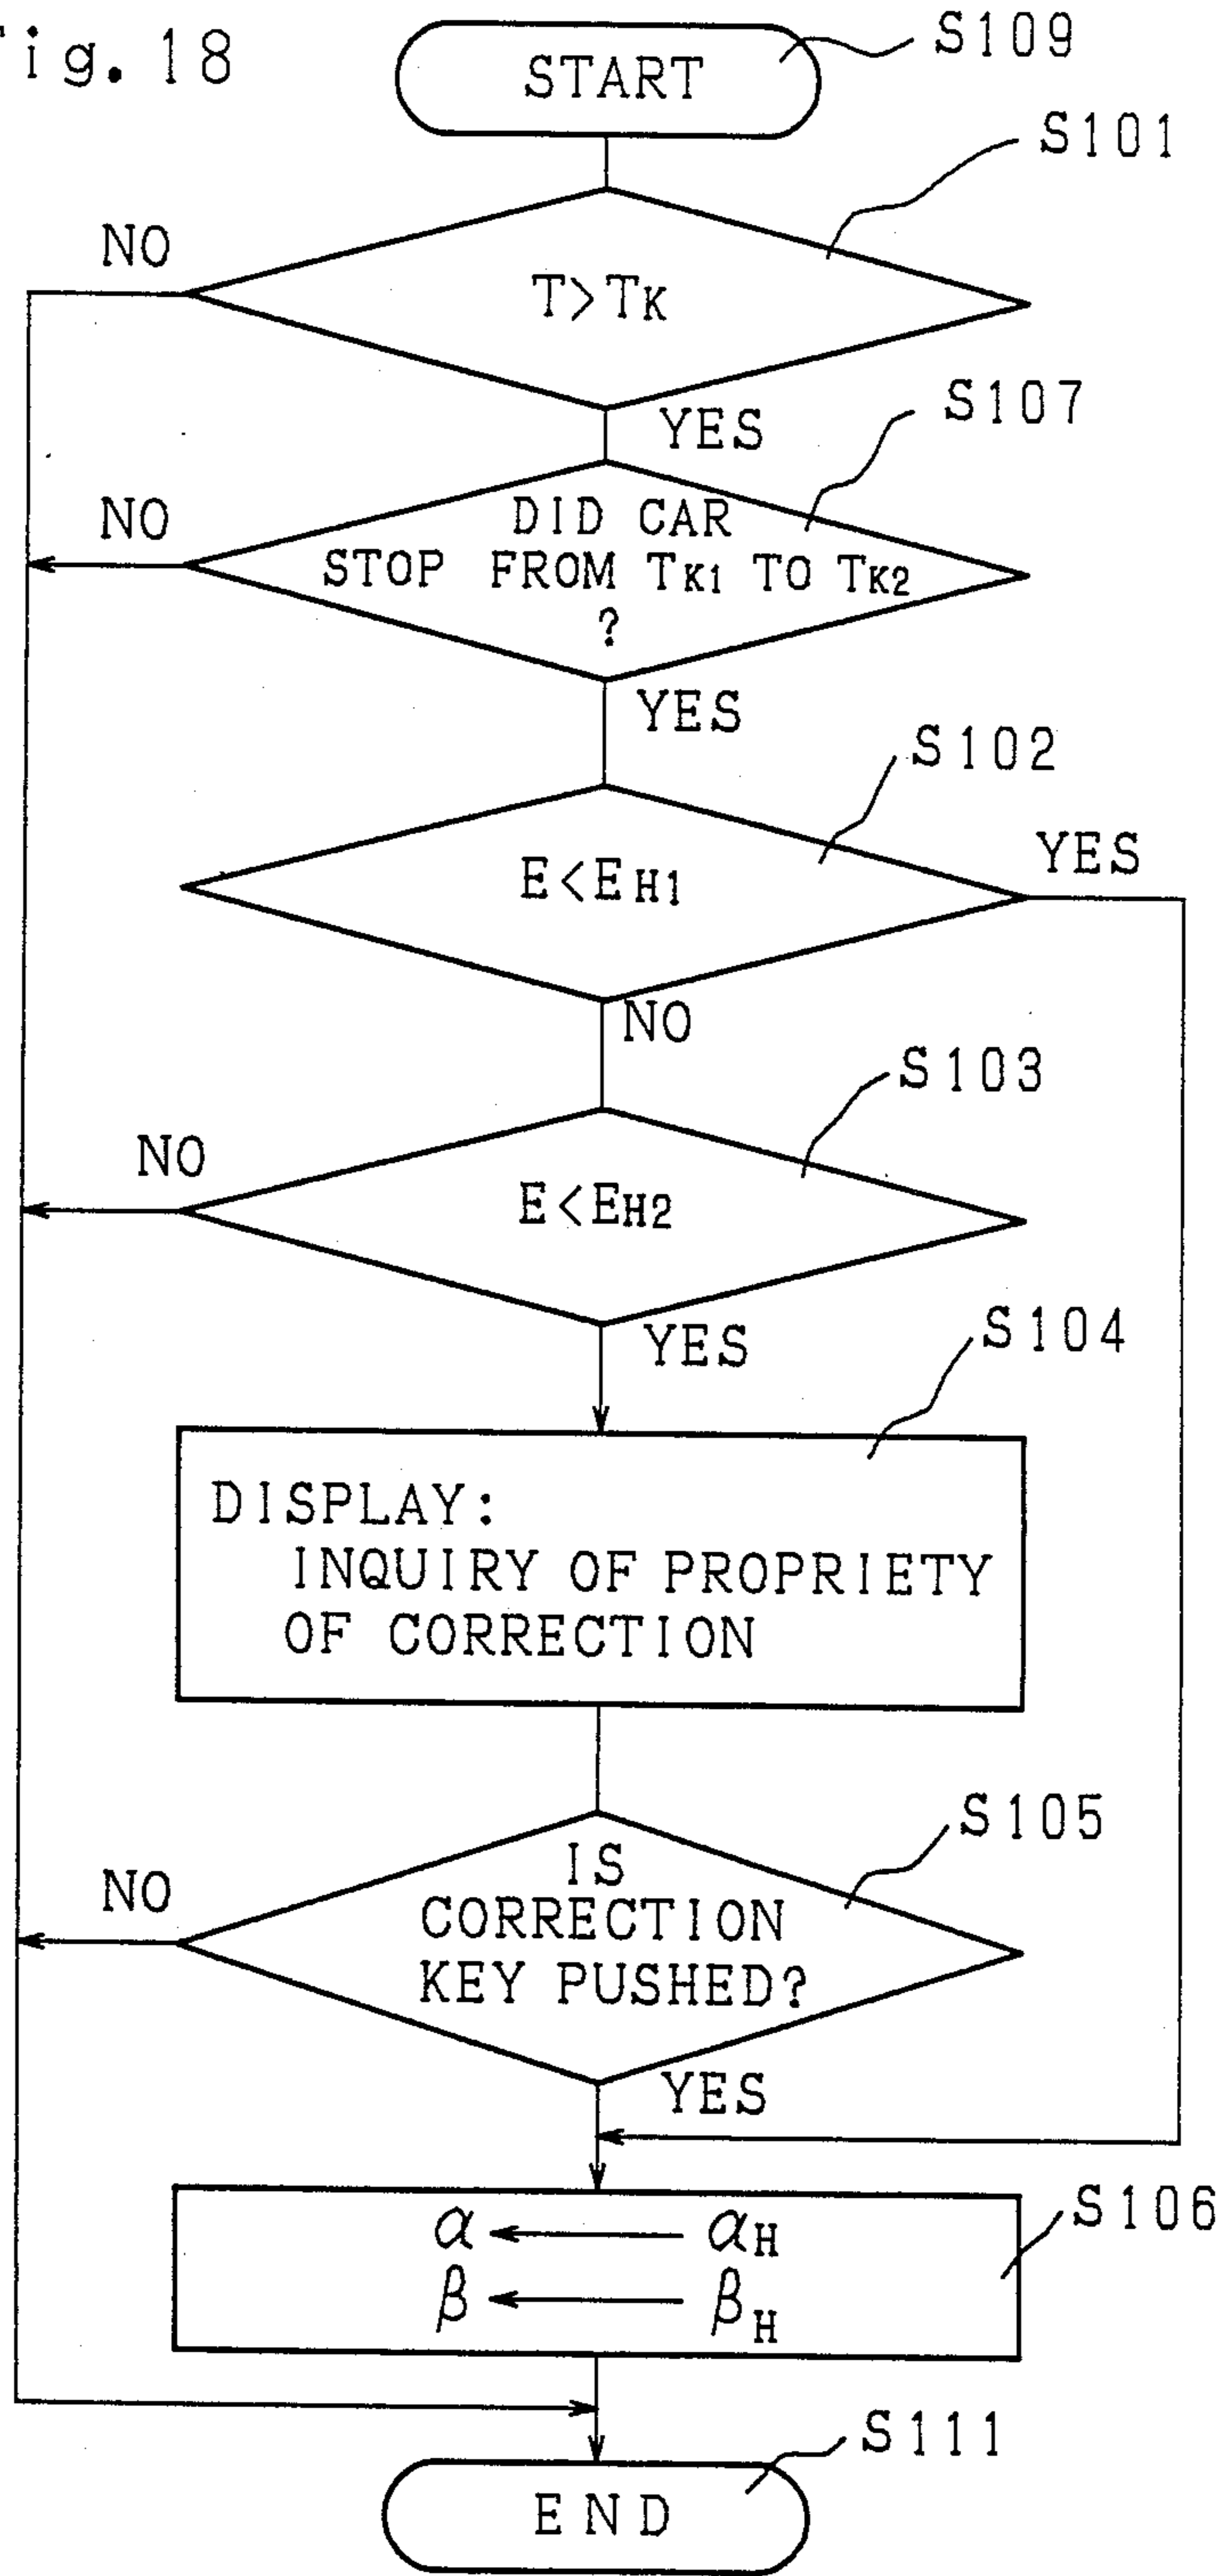 Fig. 18
START
S109
S101
NO
T>TK
YES
S107
NO
DID CAR
STOP FROM TK1 TO TK2
?
YES
S102
E<EH1
YES
NO
S103
NO
E<EH2
YES
S104
DISPLAY:
INQUIRY OF PROPRIETY
OF CORRECTION
S105
NO
IS
CORRECTION
KEY PUSHED?
YES
S106
α ← αH
β ← βH
S111
END